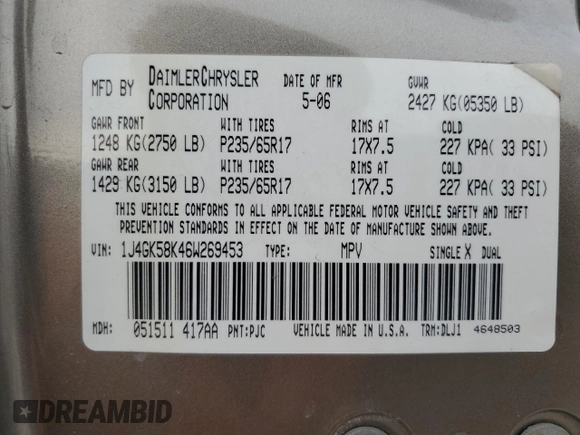 MFD BY DAIMLERCHRYSLER CORPORATION DATE OF MFR 5-06 GVWR 2427 KG(05350 LB)
GAWR FRONT WITH TIRES RIMS AT COLD
1248 KG(2750 LB) P235/65R17 17X7.5 227 KPA( 33 PSI)
GAWR REAR WITH TIRES RIMS AT COLD
1429 KG(3150 LB) P235/65R17 17X7.5 227 KPA( 33 PSI)
THIS VEHICLE CONFORMS TO ALL APPLICABLE FEDERAL MOTOR VEHICLE SAFETY AND THEFT
PREVENTION STANDARDS IN EFFECT ON THE DATE OF MANUFACTURE SHOWN ABOVE.
VIN: 1J4GK58K46W269453 TYPE: MPV SINGLE X DUAL
MDH: 051511 417AA PNT:PJC VEHICLE MADE IN U.S.A. TRM:DLJ1 4648503
DREAMBID